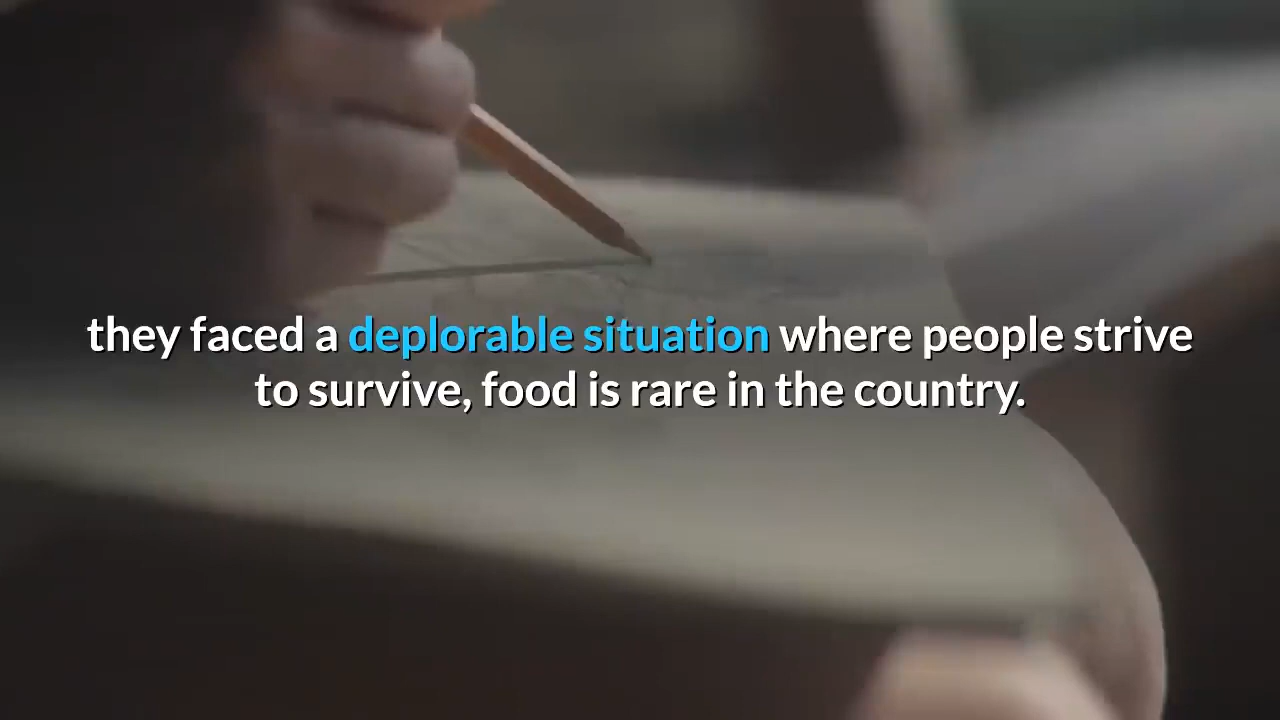 they faced a deplorable situation where people strive
to survive, food is rare in the country.